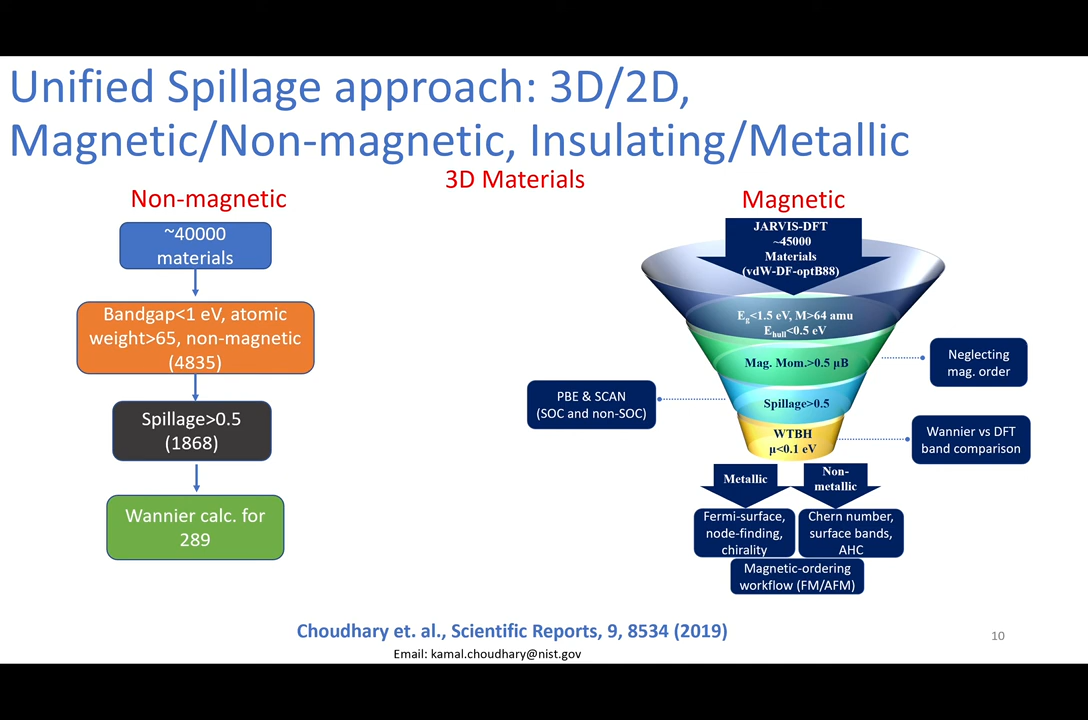 Unified Spillage approach: 3D/2D,
Magnetic/Non-magnetic, Insulating/Metallic
3D Materials
Non-magnetic
~40000
materials
Bandgap<1 eV, atomic
weight>65, non-magnetic
(4835)
Spillage>0.5
(1868)
Wannier calc. for
289
Magnetic
JARVIS-DFT
~45000
Materials
(vdW-DF-optB88)
Eg<1.5 eV, M>64 amu
Ehull<0.5 eV
Mag. Mom.>0.5 μB
Neglecting
mag. order
PBE & SCAN
(SOC and non-SOC)
Spillage>0.5
WTBH
μ<0.1 eV
Wannier vs DFT
band comparison
Metallic
Non-
metallic
Fermi-surface,
node-finding,
chirality
Chern number,
surface bands,
AHC
Magnetic-ordering
workflow (FM/AFM)
Choudhary et. al., Scientific Reports, 9, 8534 (2019)
Email: kamal.choudhary@nist.gov
10